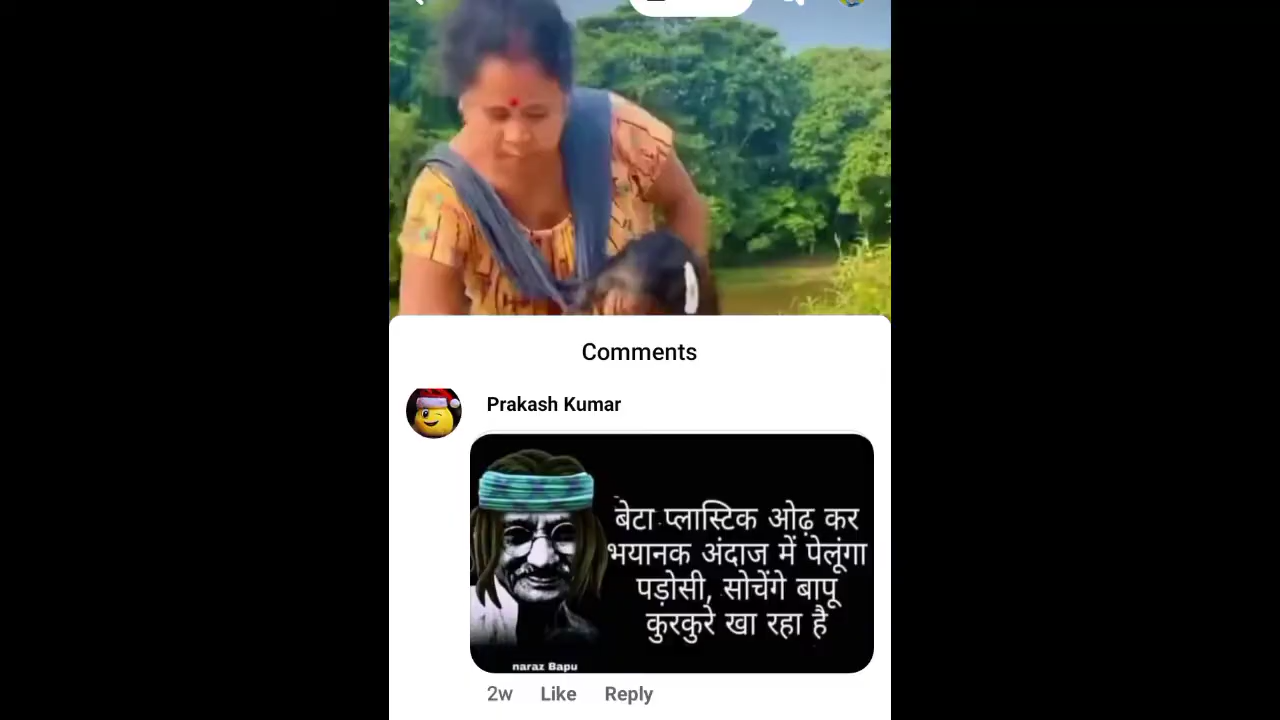 Comments
Prakash Kumar
बेटा प्लास्टिक ओढ़ कर
भयानक अंदाज में पेलूंगा
पड़ोसी, सोचेंगे बापू
कुरकुरे खा रहा है
naraz Bapu
2w Like Reply